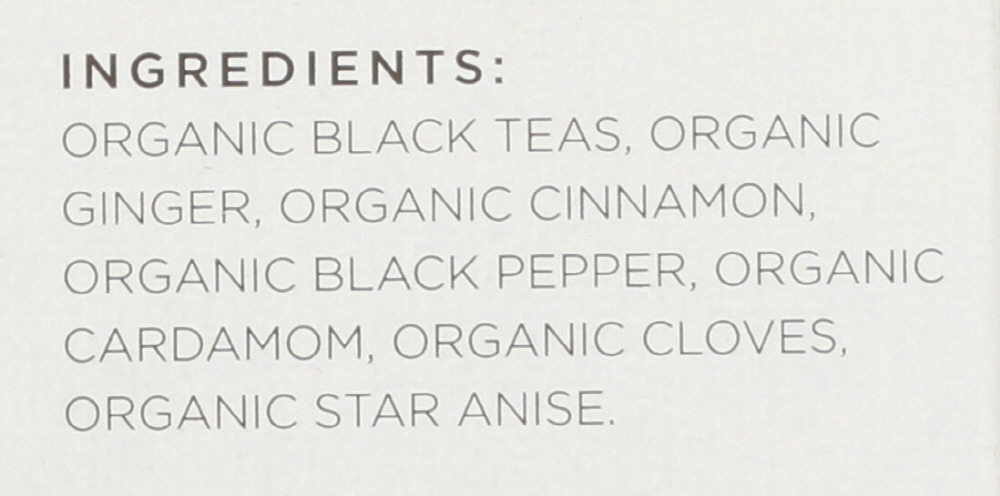 INGREDIENTS:
ORGANIC BLACK TEAS, ORGANIC
GINGER, ORGANIC CINNAMON,
ORGANIC BLACK PEPPER, ORGANIC
CARDAMOM, ORGANIC CLOVES,
ORGANIC STAR ANISE.